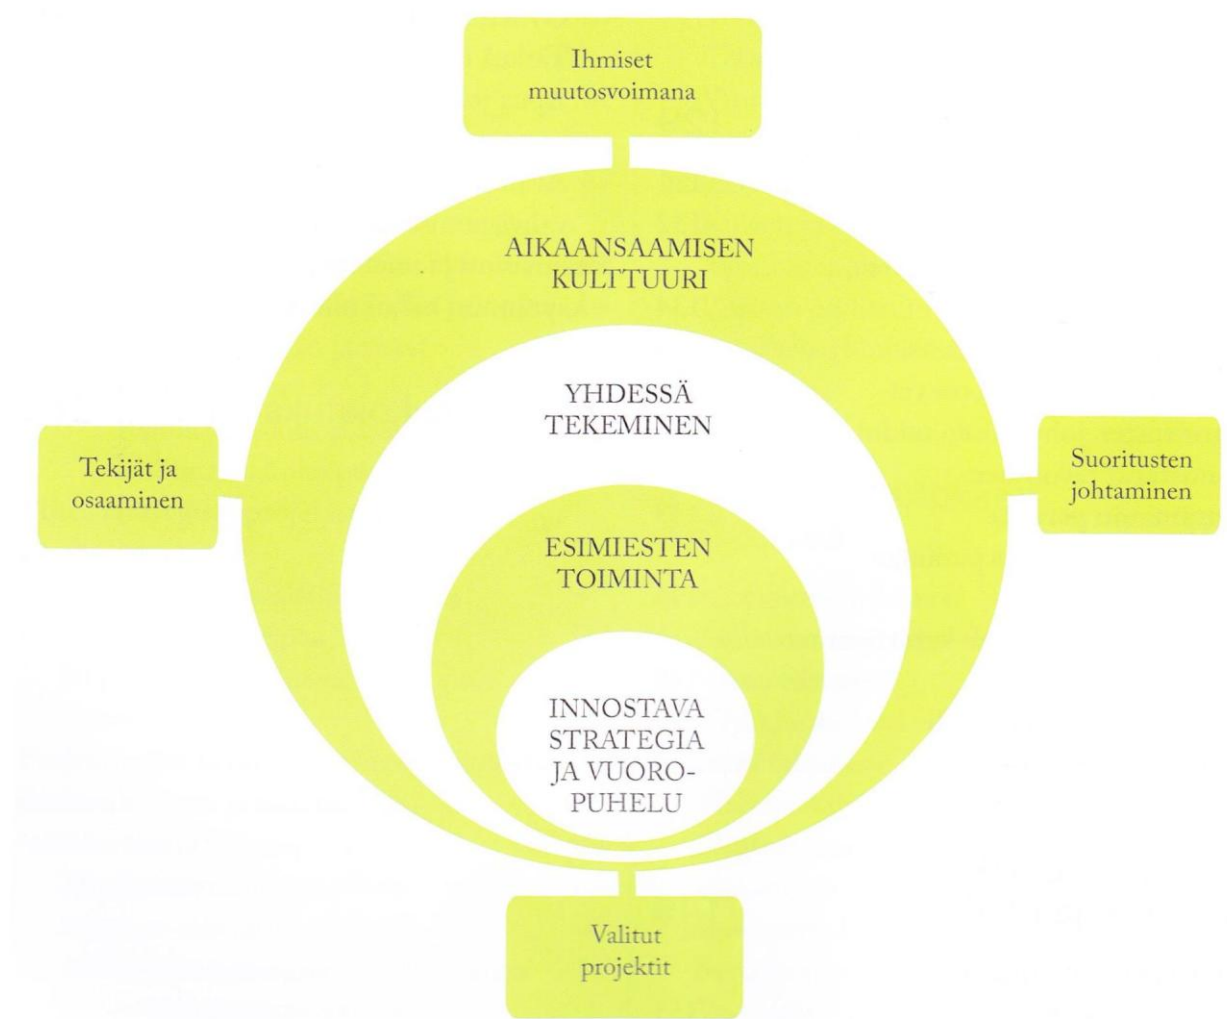 Ihmiset
muutosvoimana
AIKAANSAAMISEN
KULTTUURI
YHDESSÄ
TEKEMINEN
Tekijät ja
osaaminen
Suoritusten
johtaminen
ESIMIESTEN
TOIMINTA
INNOSTAVA
STRATEGIA
JA VUORO-
PUHELU
Valitut
projektit